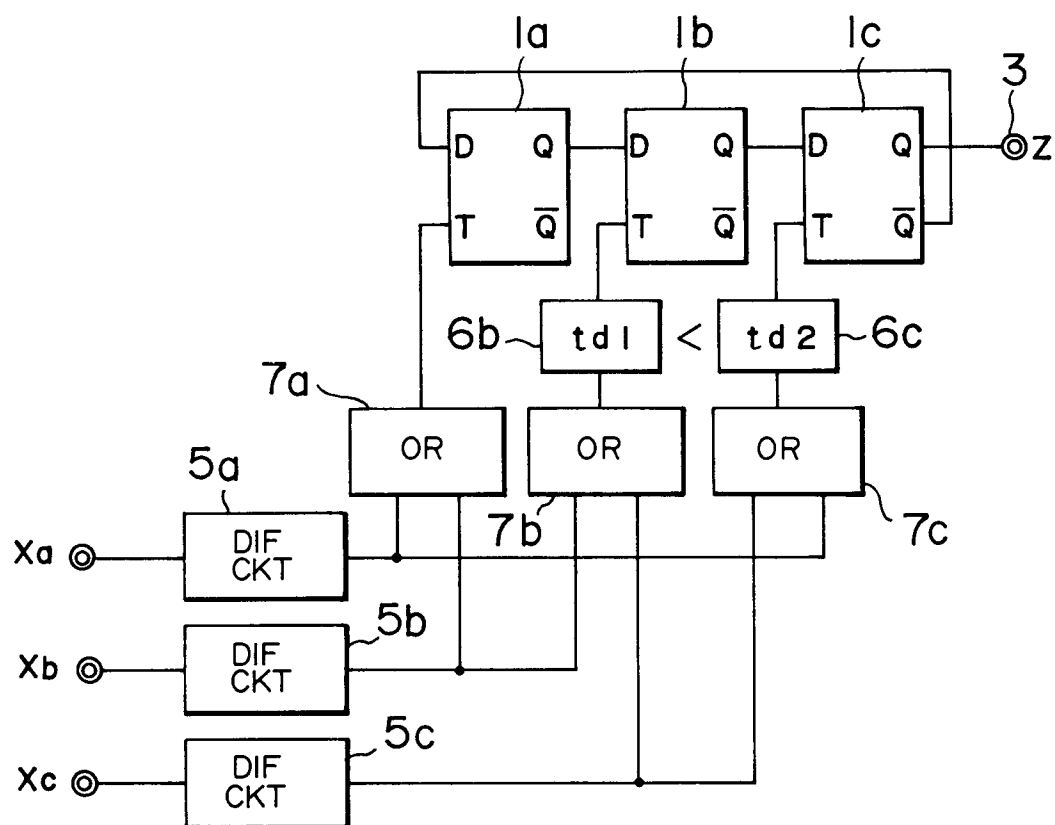 1a 1b 1c
3
D Q D Q D Q Z
T Q̅ T Q̅ T Q̅
6b td1 < td2 6c
7a
OR OR OR
5a
7b 7c
Xa DIF
CKT
5b
Xb DIF
CKT
5c
Xc DIF
CKT